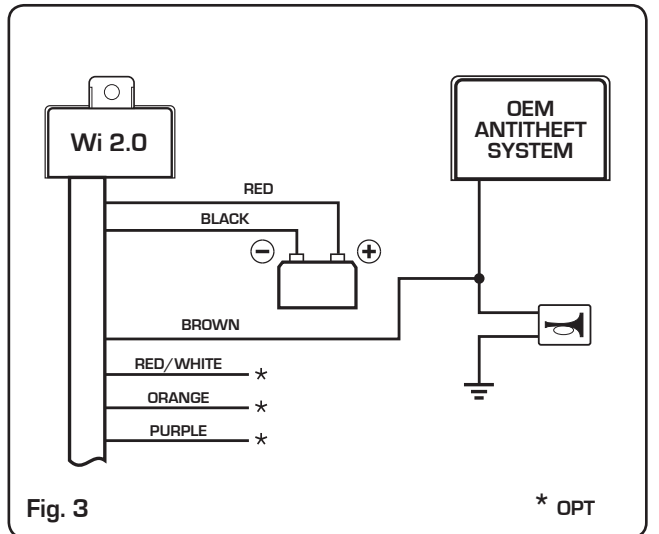 Wi 2.0
OEM
ANTITHEFT
SYSTEM
RED
BLACK
BROWN
RED/WHITE *
ORANGE *
PURPLE *
Fig. 3
* OPT